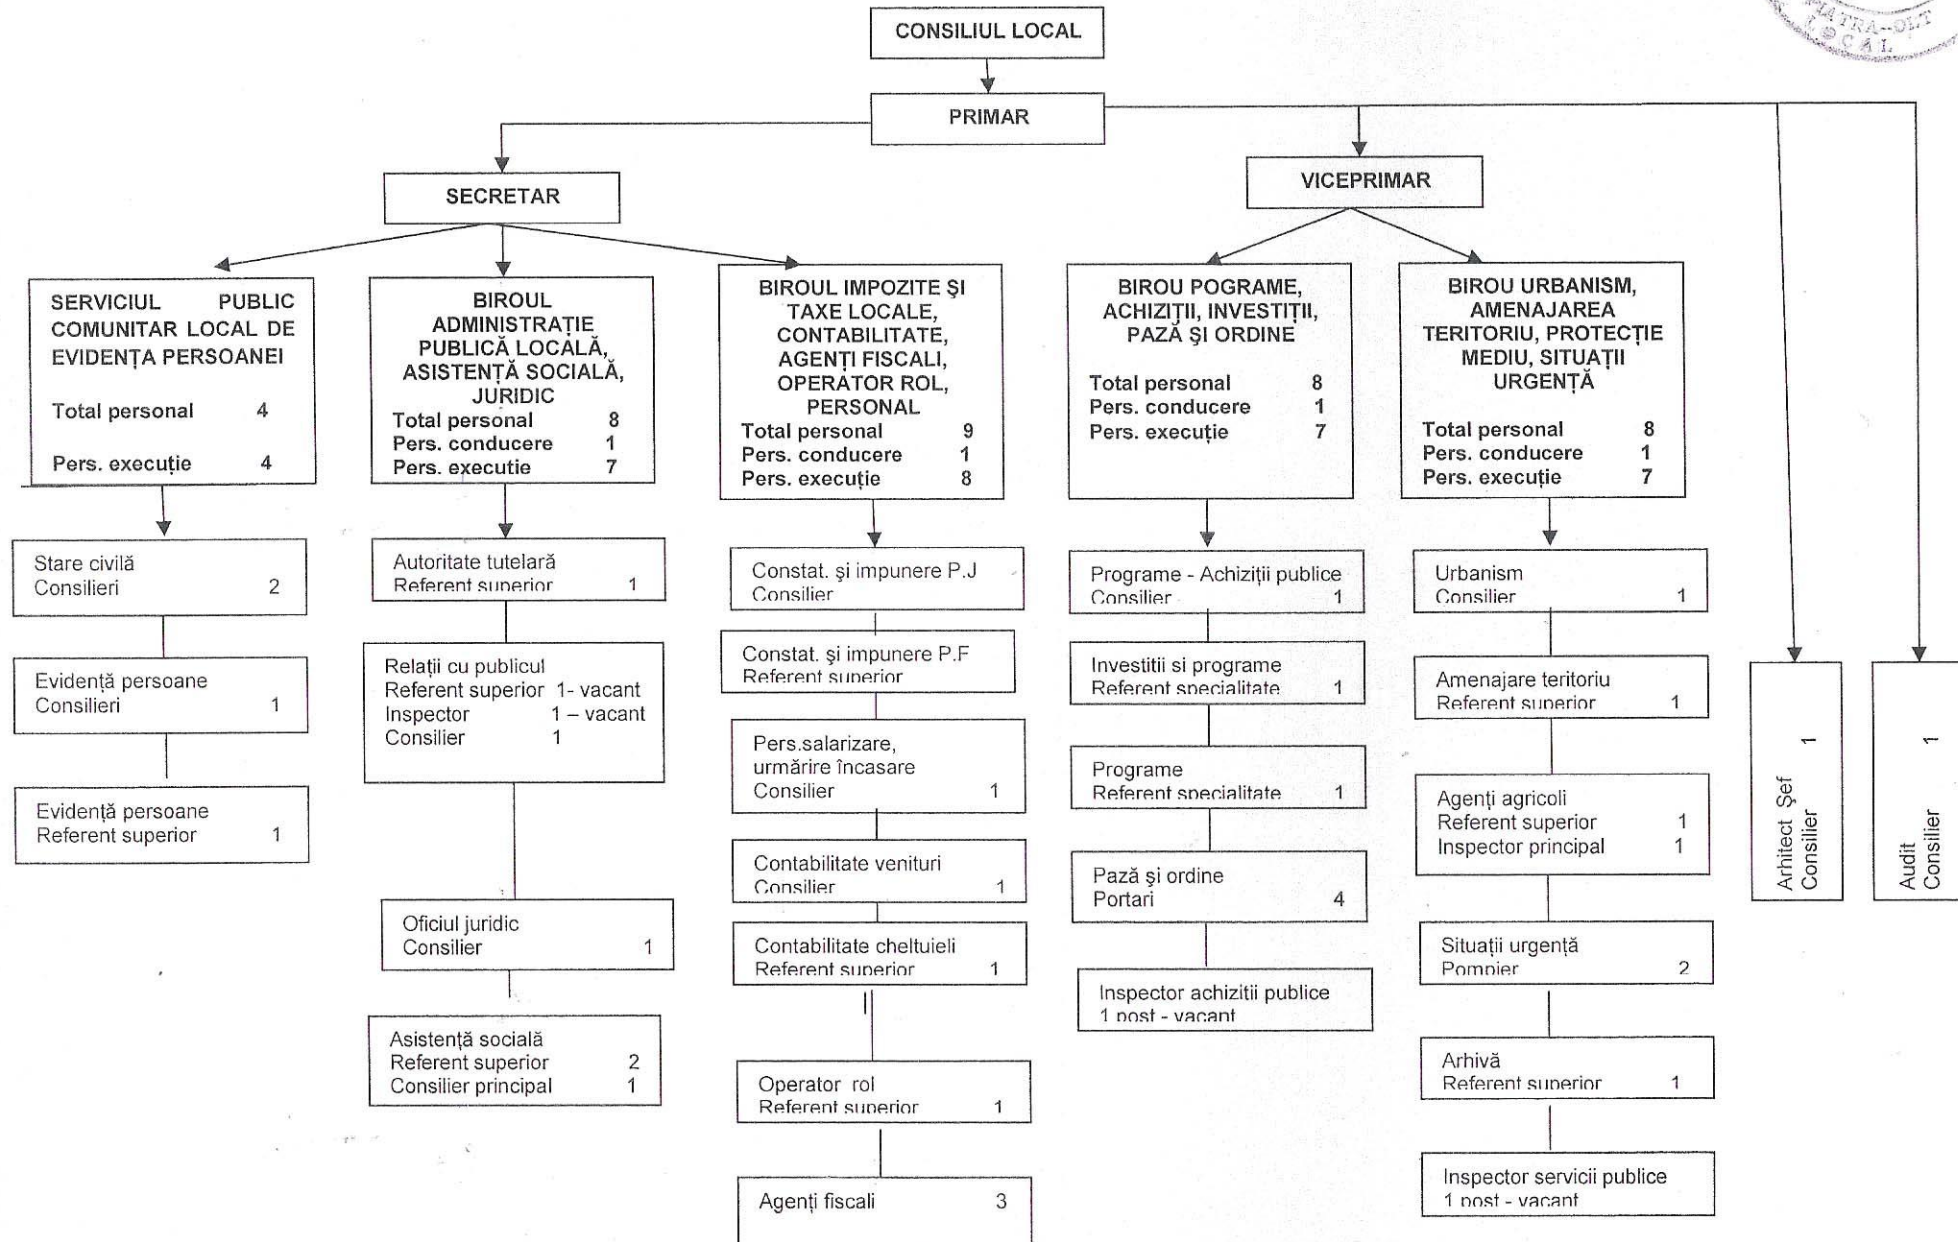 PIATRA-OLT
LOCAL
CONSILIUL LOCAL
PRIMAR
SECRETAR
VICEPRIMAR
SERVICIUL PUBLIC
COMUNITAR LOCAL DE
EVIDENȚA PERSOANEI
Total personal 4
Pers. execuție 4
Stare civilă
Consilieri 2
Evidență persoane
Consilieri 1
Evidență persoane
Referent superior 1
BIROUL
ADMINISTRAȚIE
PUBLICĂ LOCALĂ,
ASISTENȚĂ SOCIALĂ,
JURIDIC
Total personal 8
Pers. conducere 1
Pers. executie 7
Autoritate tutelară
Referent superior 1
Relații cu publicul
Referent superior 1- vacant
Inspector 1 – vacant
Consilier 1
Oficiul juridic
Consilier 1
Asistență socială
Referent superior 2
Consilier principal 1
BIROUL IMPOZITE ŞI
TAXE LOCALE,
CONTABILITATE,
AGENȚI FISCALI,
OPERATOR ROL,
PERSONAL
Total personal 9
Pers. conducere 1
Pers. execuție 8
Constat. şi impunere P.J
Consilier
Constat. şi impunere P.F
Referent superior
Pers.salarizare,
urmărire încasare
Consilier 1
Contabilitate venituri
Consilier 1
Contabilitate cheltuieli
Referent superior 1
Operator rol
Referent superior 1
Agenți fiscali 3
BIROU POGRAME,
ACHIZIȚII, INVESTIȚII,
PAZĂ ŞI ORDINE
Total personal 8
Pers. conducere 1
Pers. execuție 7
Programe - Achiziții publice
Consilier 1
Investitii si programe
Referent specialitate 1
Programe
Referent specialitate 1
Pază şi ordine
Portari 4
Inspector achizitii publice
1 post - vacant
BIROU URBANISM,
AMENAJAREA
TERITORIU, PROTECȚIE
MEDIU, SITUAȚII
URGENȚĂ
Total personal 8
Pers. conducere 1
Pers. execuție 7
Urbanism
Consilier 1
Amenajare teritoriu
Referent superior 1
Agenți agricoli
Referent superior 1
Inspector principal 1
Situații urgență
Pompier 2
Arhivă
Referent superior 1
Inspector servicii publice
1 post - vacant
Arhitect Şef
Consilier 1
Audit
Consilier 1